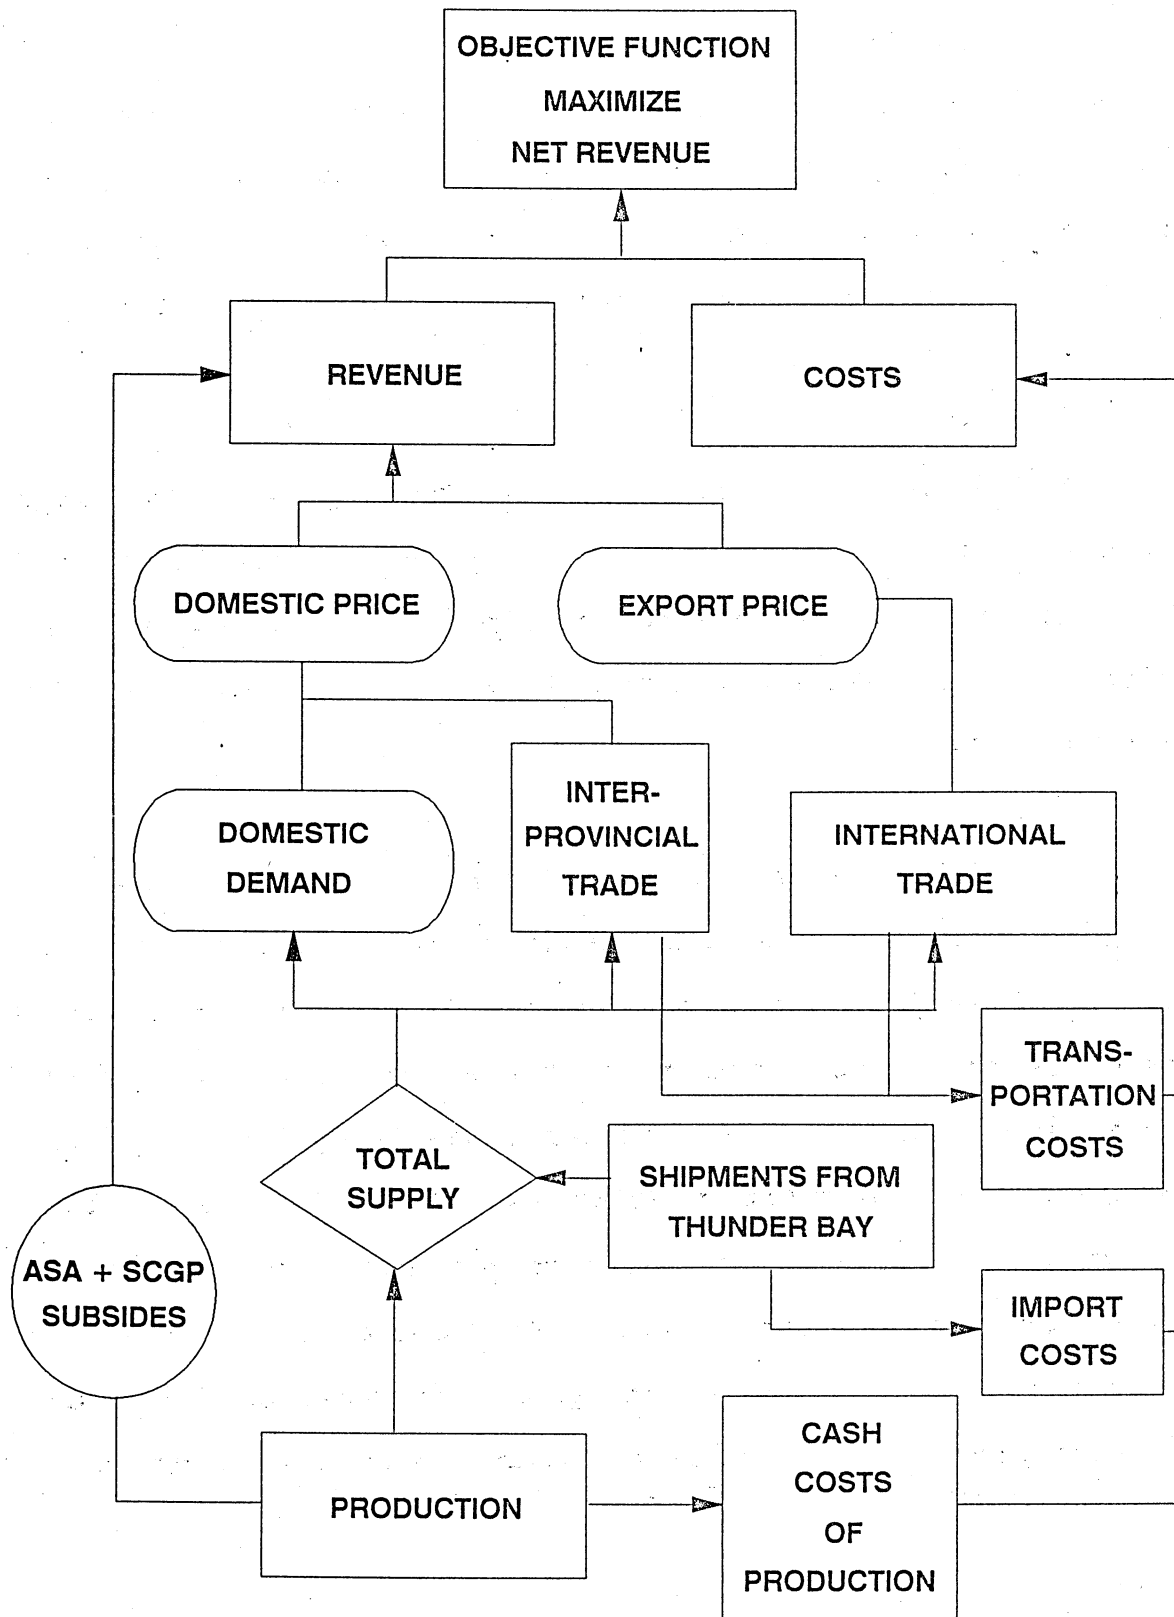 OBJECTIVE FUNCTION
MAXIMIZE
NET REVENUE
REVENUE
COSTS
DOMESTIC PRICE
EXPORT PRICE
DOMESTIC
DEMAND
INTER-
PROVINCIAL
TRADE
INTERNATIONAL
TRADE
TRANS-
PORTATION
COSTS
TOTAL
SUPPLY
SHIPMENTS FROM
THUNDER BAY
ASA + SCGP
SUBSIDES
IMPORT
COSTS
PRODUCTION
CASH
COSTS
OF
PRODUCTION